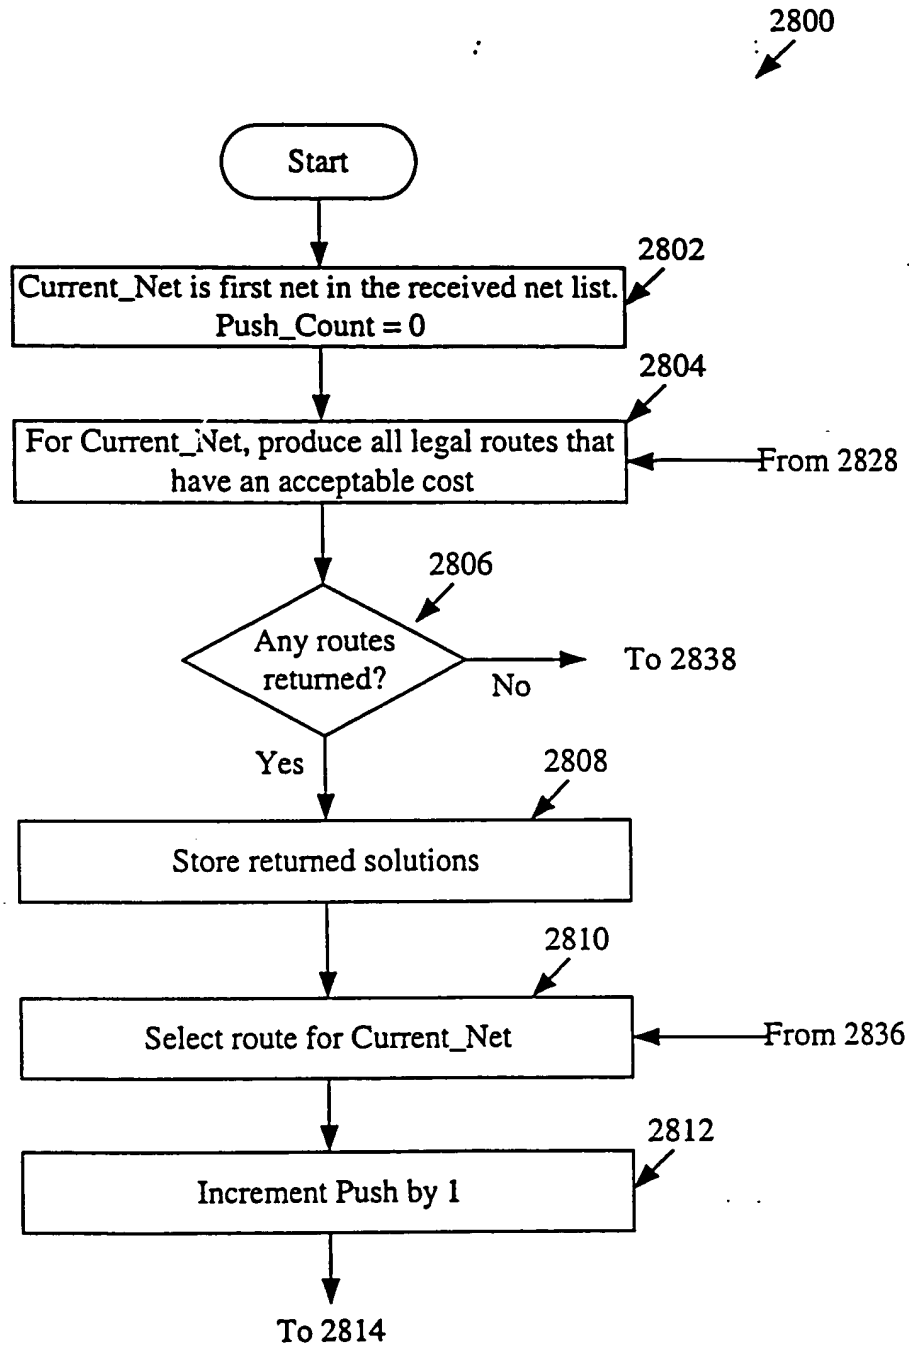 2800
Start
2802
Current_Net is first net in the received net list.
Push_Count = 0
2804
For Current_Net, produce all legal routes that
have an acceptable cost
From 2828
2806
Any routes
returned?
No
To 2838
Yes
2808
Store returned solutions
2810
Select route for Current_Net
From 2836
2812
Increment Push by 1
To 2814